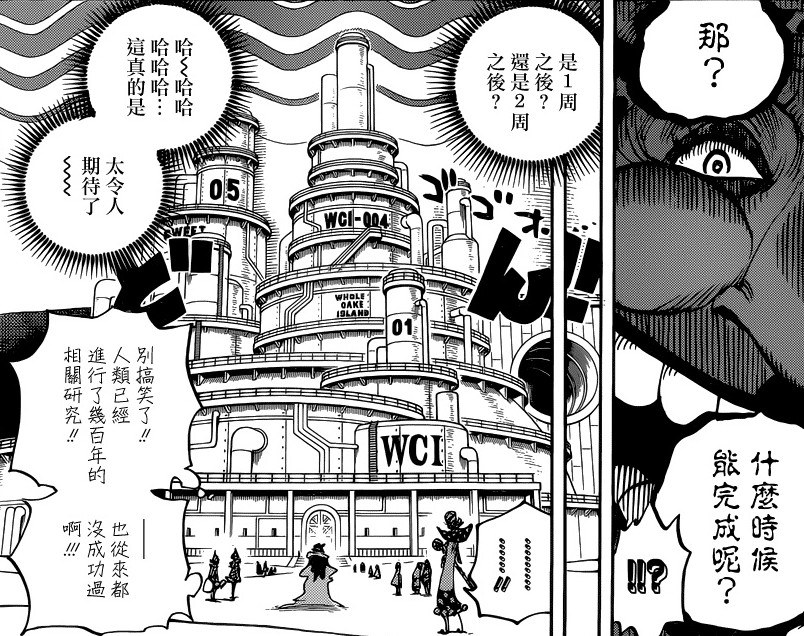 那？
什麼時候
能完成呢？
!!?
是1周
之後？
還是2周
之後？
哈～哈哈
哈哈哈…
這真的是
太令人
期待了
～～
05
SWEET
WCI-004
WHOLE
CAKE
ISLAND
01
WCI
ゴゴオ
ドン!!
別搞笑了!!
人類已經
進行了幾百年的
相關研究!!
——
也從來都
沒成功過
啊!!!
………………
………………!!